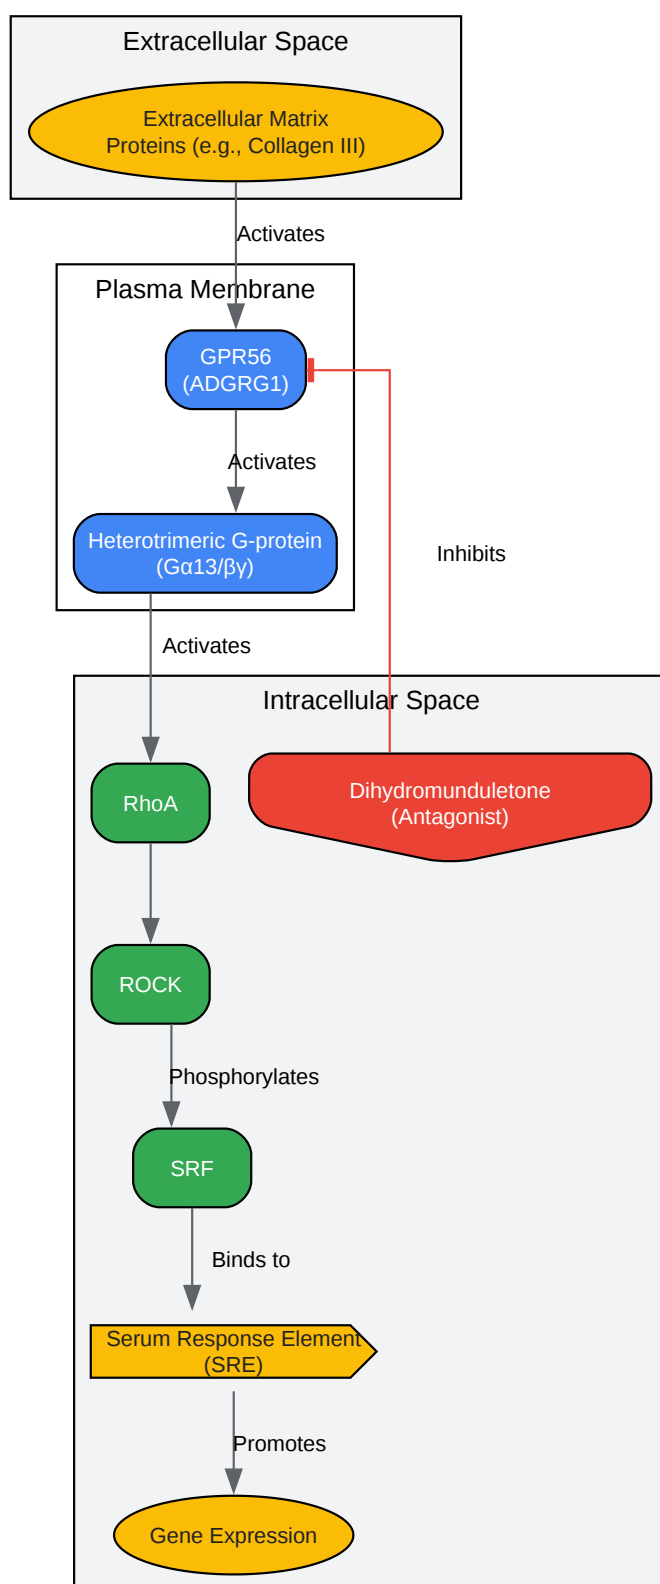 Extracellular Space
Extracellular Matrix
Proteins (e.g., Collagen III)
Activates
Plasma Membrane
GPR56
(ADGRG1)
Activates
Heterotrimeric G-protein
(Gα13/βγ)
Inhibits
Activates
Intracellular Space
RhoA
Dihydromunduletone
(Antagonist)
ROCK
Phosphorylates
SRF
Binds to
Serum Response Element
(SRE)
Promotes
Gene Expression